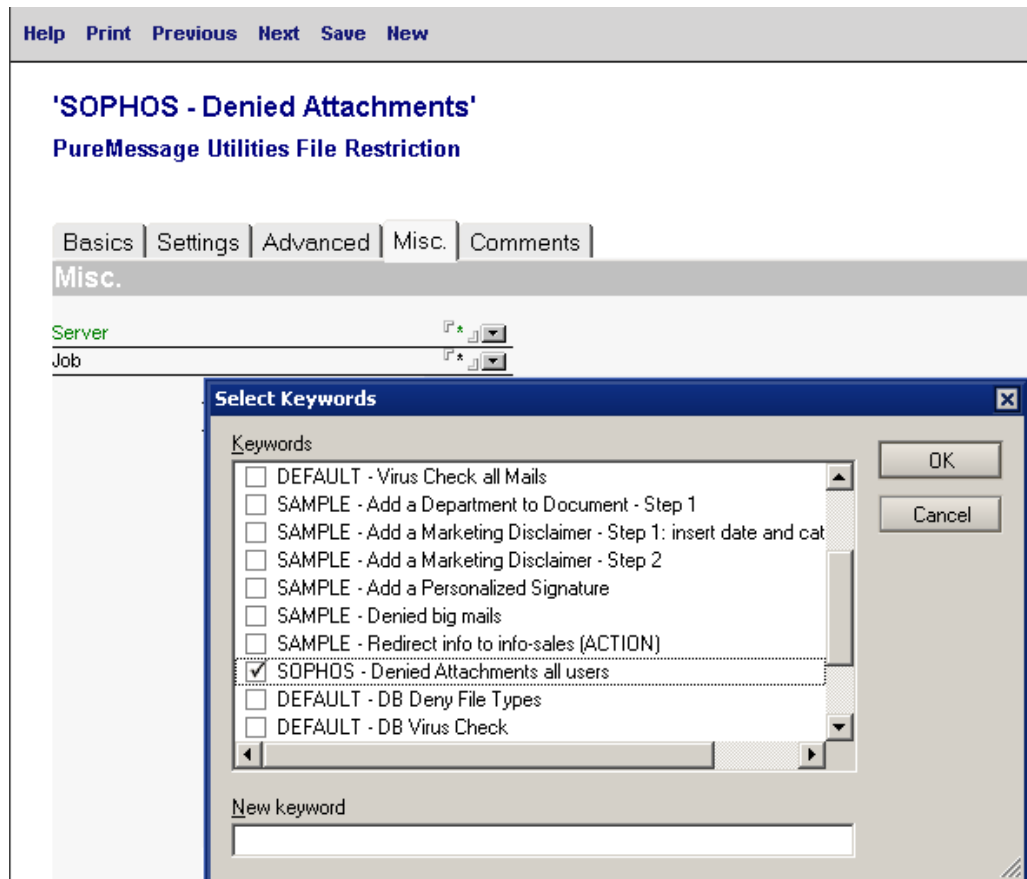 Help Print Previous Next Save New
'SOPHOS - Denied Attachments'
PureMessage Utilities File Restriction
Basics Settings Advanced Misc. Comments
Misc.
Server *
Job *
Select Keywords
Keywords
DEFAULT - Virus Check all Mails
OK
SAMPLE - Add a Department to Document - Step 1
SAMPLE - Add a Marketing Disclaimer - Step 1: insert date and cat
Cancel
SAMPLE - Add a Marketing Disclaimer - Step 2
SAMPLE - Add a Personalized Signature
SAMPLE - Denied big mails
SAMPLE - Redirect info to info-sales (ACTION)
SOPHOS - Denied Attachments all users
DEFAULT - DB Deny File Types
DEFAULT - DB Virus Check
New keyword